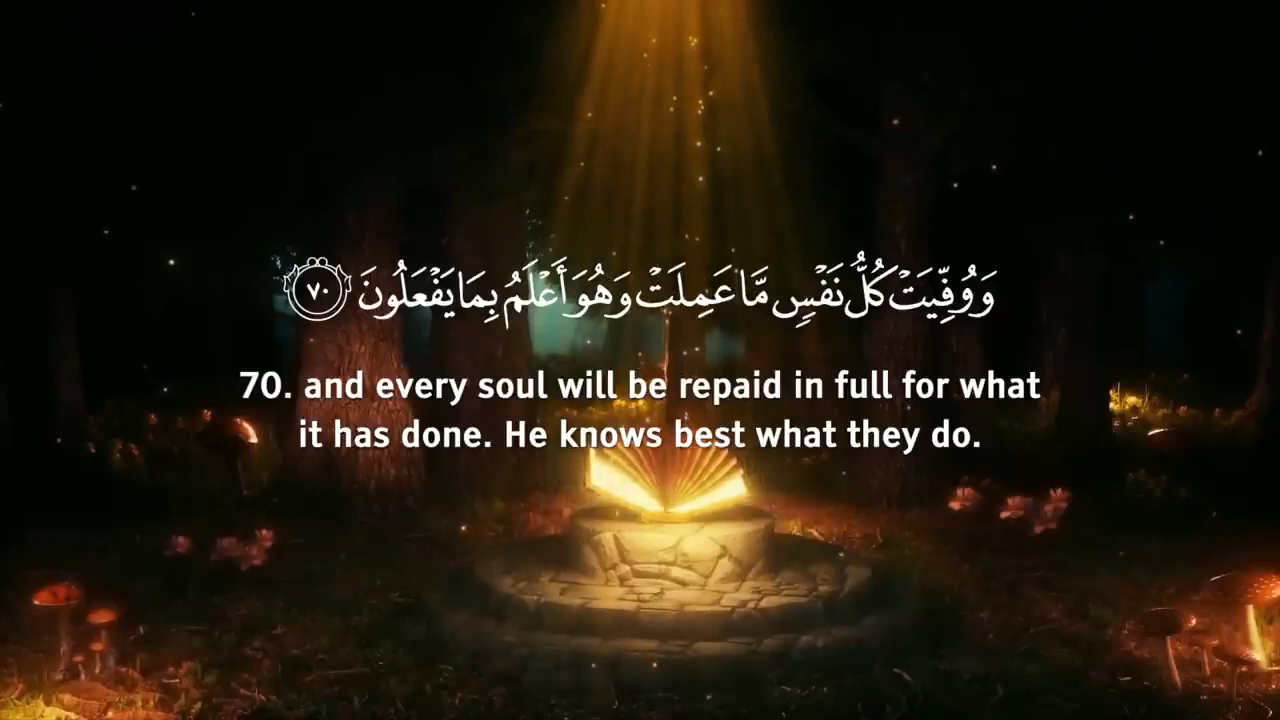 وَوُفِّيَتْ كُلُّ نَفْسٍ مَّا عَمِلَتْ وَهُوَ أَعْلَمُ بِمَا يَفْعَلُونَ ٧٠
70. and every soul will be repaid in full for what
it has done. He knows best what they do.